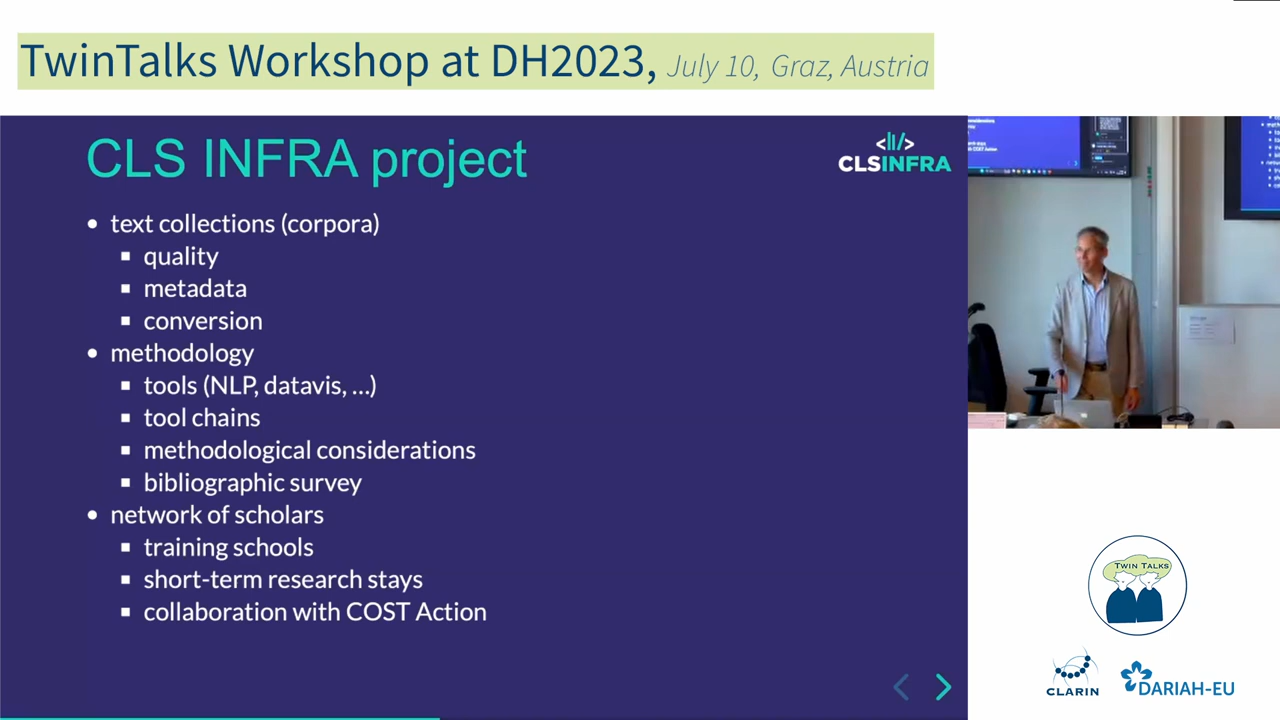 TwinTalks Workshop at DH2023, July 10, Graz, Austria
CLS INFRA project
</>
CLSINFRA
• text collections (corpora)
▪ quality
▪ metadata
▪ conversion
• methodology
▪ tools (NLP, datavis, ...)
▪ tool chains
▪ methodological considerations
▪ bibliographic survey
• network of scholars
▪ training schools
▪ short-term research stays
▪ collaboration with COST Action
TWIN TALKS
CLARIN
DARIAH-EU